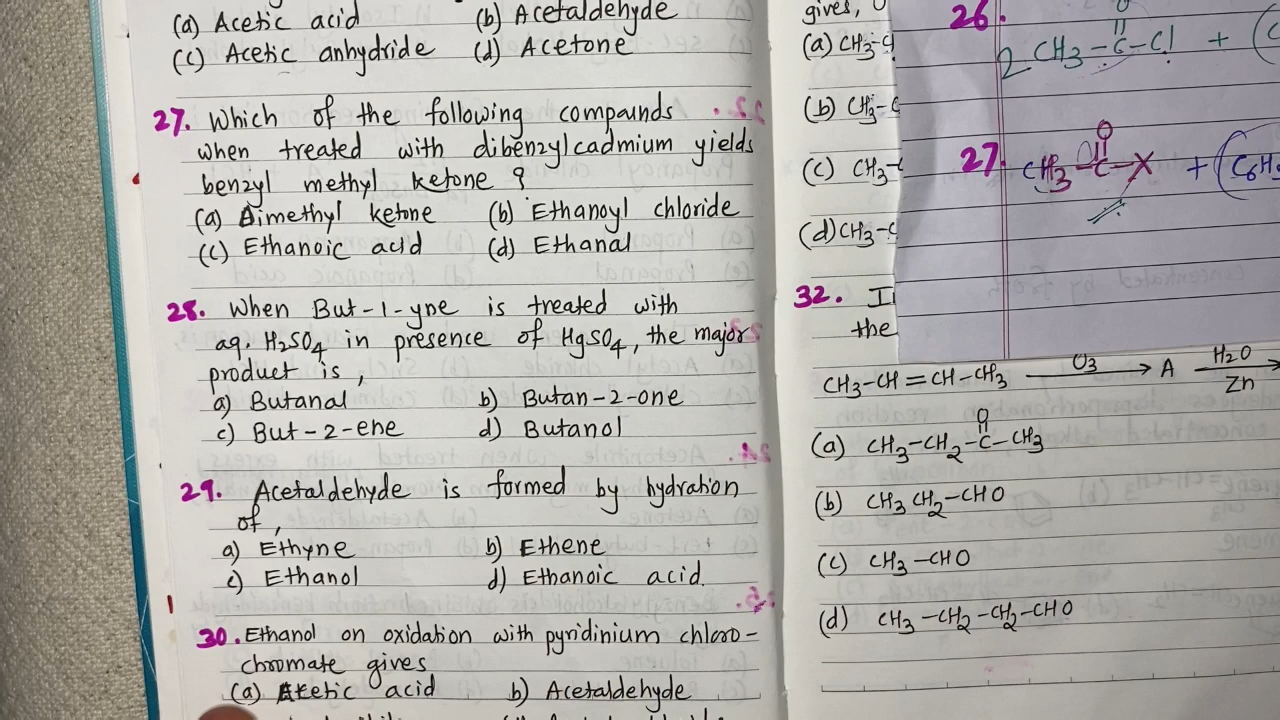 (a) Acetic acid (b) Acetaldehyde
(c) Acetic anhydride (d) Acetone
27. Which of the following compounds
when treated with dibenzylcadmium yields
benzyl methyl ketone ?
(a) Dimethyl ketone (b) Ethanoyl chloride
(c) Ethanoic acid (d) Ethanal
28. When But-1-yne is treated with
aq. H2SO4 in presence of HgSO4, the major
product is,
a) Butanal b) Butan-2-one
c) But-2-ene d) Butanol
29. Acetaldehyde is formed by hydration
of,
a) Ethyne b) Ethene
c) Ethanol d) Ethanoic acid.
30. Ethanol on oxidation with pyridinium chloro-
chromate gives
(a) Acetic acid b) Acetaldehyde
gives,
(a) CH3-C
(b) CH3-C
(c) CH3-
(d) CH3-C
26.
O
2 CH3-C-Cl + (
27. O
CH3-C-X + (C6H5
32. I
the
CH3-CH=CH-CH3 O3 → A H2O Zn →
O
(a) CH3-CH2-C-CH3
(b) CH3CH2-CHO
(c) CH3-CHO
(d) CH3-CH2-CH2-CHO